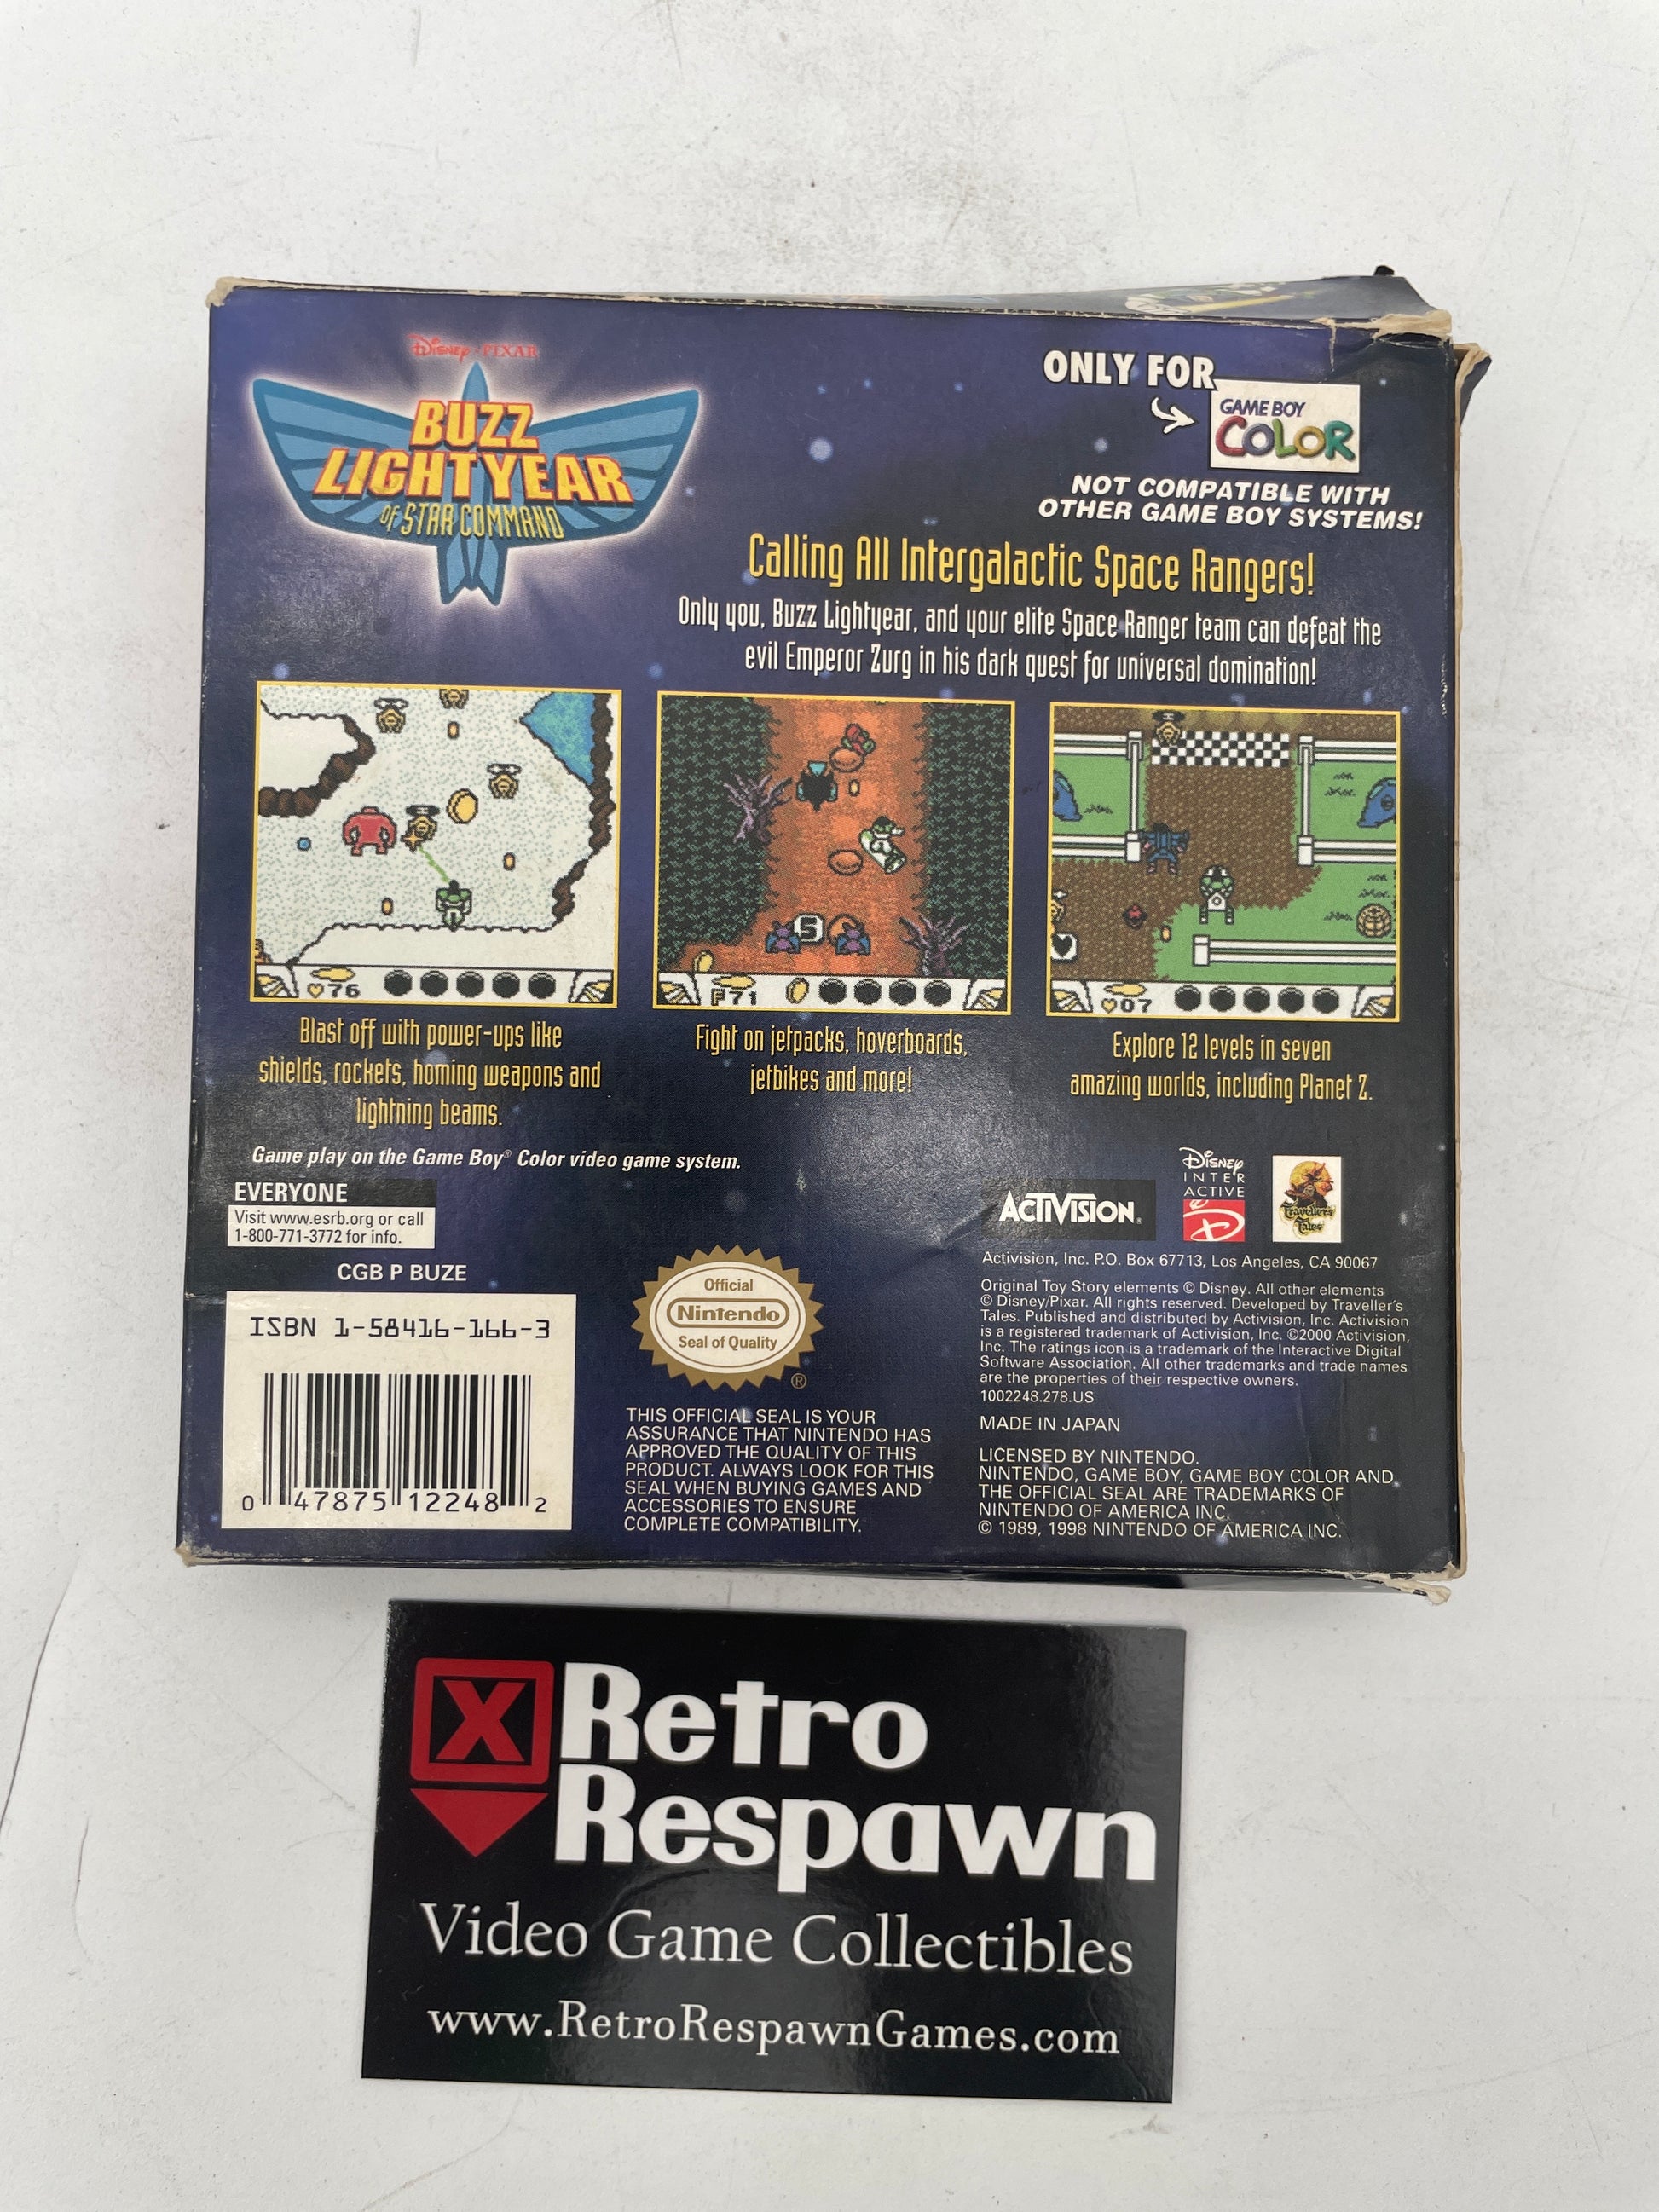 Disney · PIXAR
BUZZ
LIGHTYEAR
of STAR COMMAND
ONLY FOR
GAME BOY
COLOR
NOT COMPATIBLE WITH
OTHER GAME BOY SYSTEMS!
Calling All Intergalactic Space Rangers!
Only you, Buzz Lightyear, and your elite Space Ranger team can defeat the
evil Emperor Zurg in his dark quest for universal domination!
76
S
P71
07
Blast off with power-ups like
shields, rockets, homing weapons and
lightning beams.
Fight on jetpacks, hoverboards,
jetbikes and more!
Explore 12 levels in seven
amazing worlds, including Planet Z.
Game play on the Game Boy® Color video game system.
EVERYONE
Visit www.esrb.org or call
1-800-771-3772 for info.
CGB P BUZE
ISBN 1-58416-166-3
0 47875 12248 2
Official
Nintendo
Seal of Quality
®
THIS OFFICIAL SEAL IS YOUR
ASSURANCE THAT NINTENDO HAS
APPROVED THE QUALITY OF THIS
PRODUCT. ALWAYS LOOK FOR THIS
SEAL WHEN BUYING GAMES AND
ACCESSORIES TO ENSURE
COMPLETE COMPATIBILITY.
ACTIVISION®
Disney
INTER
ACTIVE
D
Traveller's
Tales
Activision, Inc. P.O. Box 67713, Los Angeles, CA 90067
Original Toy Story elements © Disney. All other elements
© Disney/Pixar. All rights reserved. Developed by Traveller's
Tales. Published and distributed by Activision, Inc. Activision
is a registered trademark of Activision, Inc. ©2000 Activision,
Inc. The ratings icon is a trademark of the Interactive Digital
Software Association. All other trademarks and trade names
are the properties of their respective owners.
1002248.278.US
MADE IN JAPAN
LICENSED BY NINTENDO.
NINTENDO, GAME BOY, GAME BOY COLOR AND
THE OFFICIAL SEAL ARE TRADEMARKS OF
NINTENDO OF AMERICA INC.
© 1989, 1998 NINTENDO OF AMERICA INC.
X
Retro
Respawn
Video Game Collectibles
www.RetroRespawnGames.com